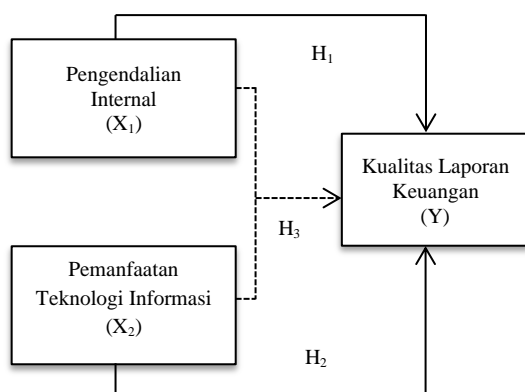 H₁
Pengendalian
Internal
(X₁)
Kualitas Laporan
Keuangan
(Y)
H₃
Pemanfaatan
Teknologi Informasi
(X₂)
H₂